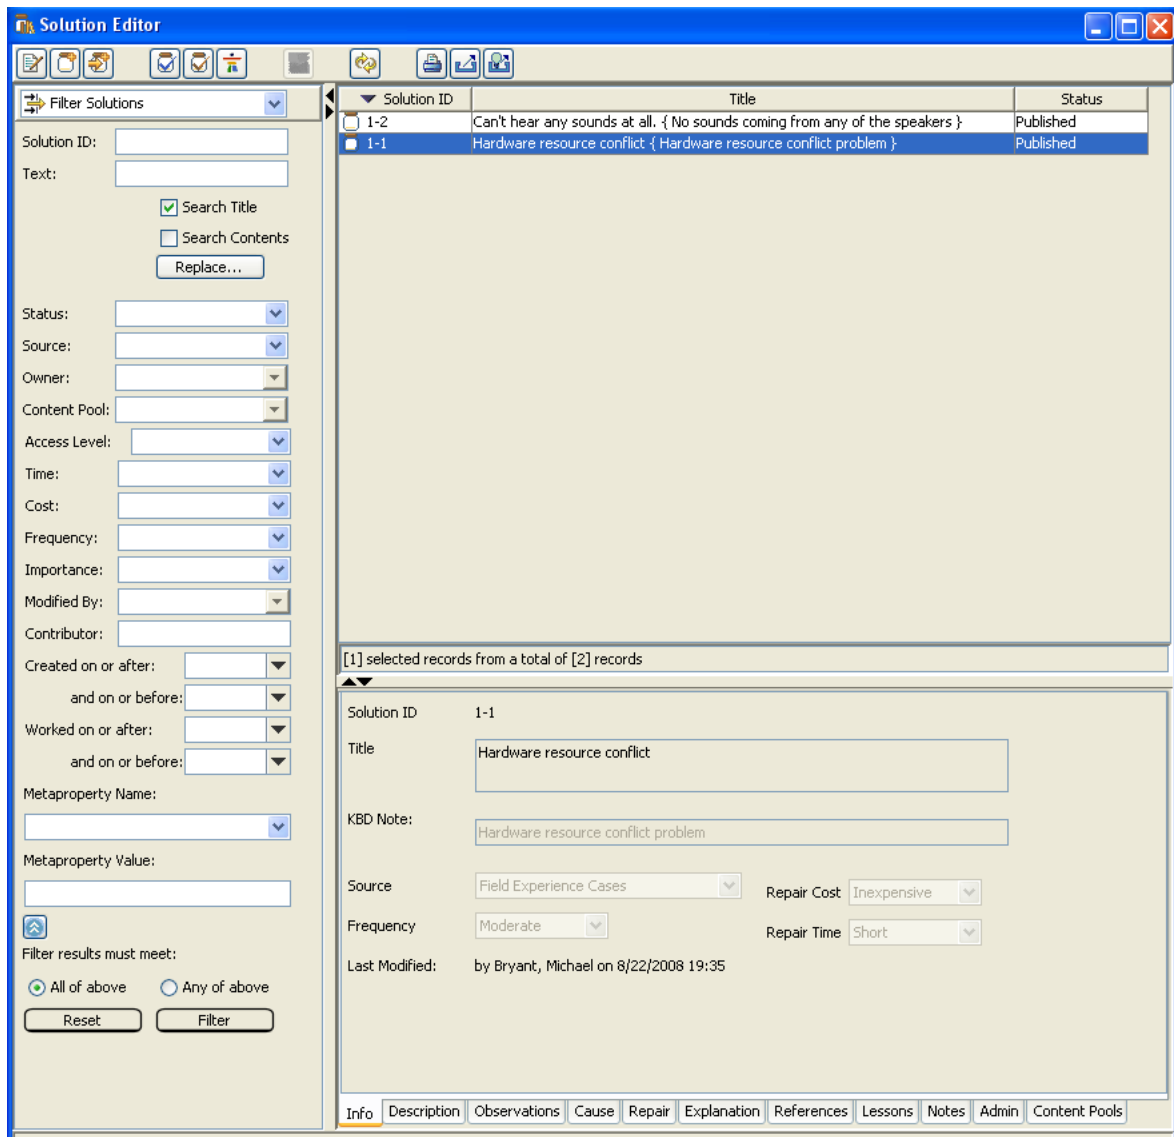 Solution Editor
Filter Solutions
Solution ID:
Text:
Search Title
Search Contents
Replace...
Status:
Source:
Owner:
Content Pool:
Access Level:
Time:
Cost:
Frequency:
Importance:
Modified By:
Contributor:
Created on or after:
and on or before:
Worked on or after:
and on or before:
Metaproperty Name:
Metaproperty Value:
Filter results must meet:
All of above Any of above
Reset Filter
Solution ID Title Status
1-2 Can't hear any sounds at all. { No sounds coming from any of the speakers } Published
1-1 Hardware resource conflict { Hardware resource conflict problem } Published
[1] selected records from a total of [2] records
Solution ID 1-1
Title Hardware resource conflict
KBD Note: Hardware resource conflict problem
Source Field Experience Cases Repair Cost Inexpensive
Frequency Moderate Repair Time Short
Last Modified: by Bryant, Michael on 8/22/2008 19:35
Info Description Observations Cause Repair Explanation References Lessons Notes Admin Content Pools